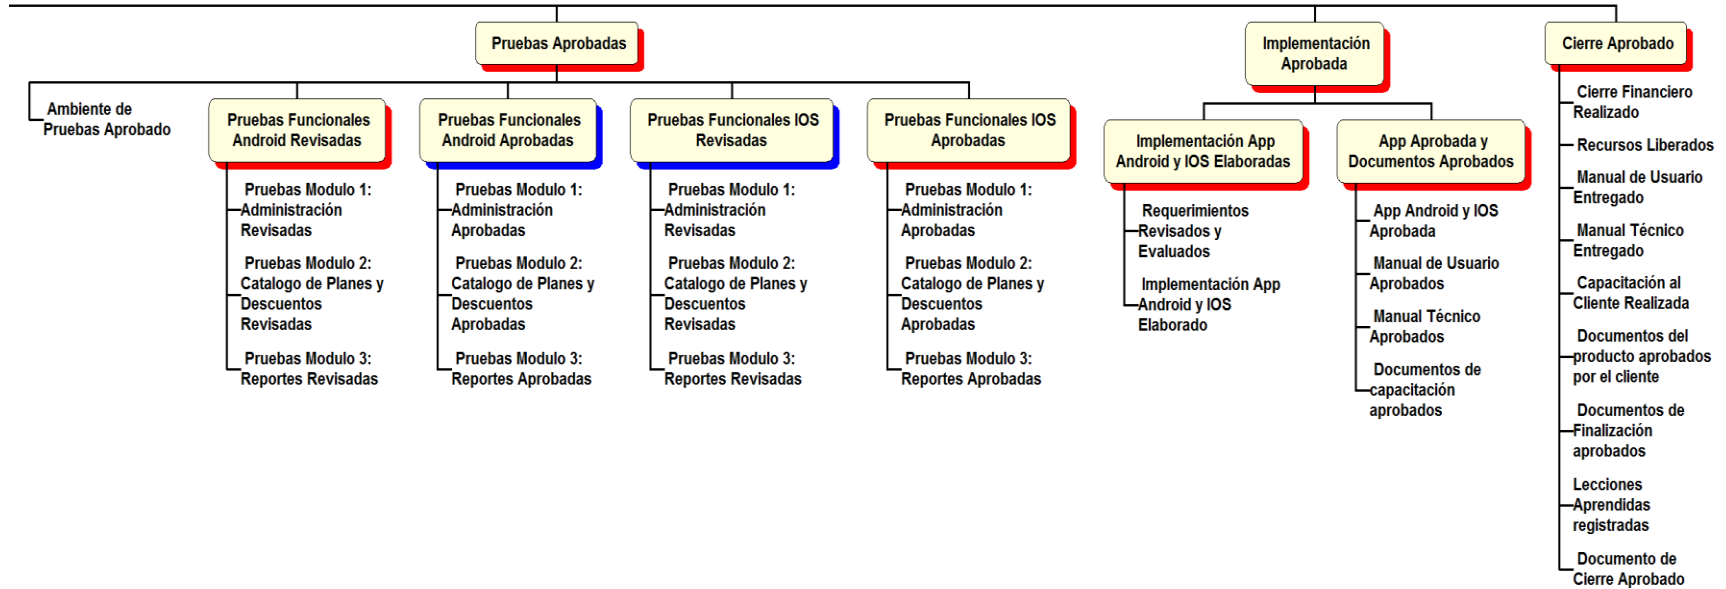 Pruebas Aprobadas
Ambiente de
Pruebas Aprobado
Pruebas Funcionales
Android Revisadas
Pruebas Modulo 1:
Administración
Revisadas
Pruebas Modulo 2:
Catalogo de Planes y
Descuentos
Revisadas
Pruebas Modulo 3:
Reportes Revisadas
Pruebas Funcionales
Android Aprobadas
Pruebas Modulo 1:
Administración
Aprobadas
Pruebas Modulo 2:
Catalogo de Planes y
Descuentos
Aprobadas
Pruebas Modulo 3:
Reportes Aprobadas
Pruebas Funcionales IOS
Revisadas
Pruebas Modulo 1:
Administración
Revisadas
Pruebas Modulo 2:
Catalogo de Planes y
Descuentos
Revisadas
Pruebas Modulo 3:
Reportes Revisadas
Pruebas Funcionales IOS
Aprobadas
Pruebas Modulo 1:
Administración
Aprobadas
Pruebas Modulo 2:
Catalogo de Planes y
Descuentos
Aprobadas
Pruebas Modulo 3:
Reportes Aprobadas
Implementación
Aprobada
Implementación App
Android y IOS Elaboradas
Requerimientos
Revisados y
Evaluados
Implementación App
Android y IOS
Elaborado
App Aprobada y
Documentos Aprobados
App Android y IOS
Aprobada
Manual de Usuario
Aprobados
Manual Técnico
Aprobados
Documentos de
capacitación
aprobados
Cierre Aprobado
Cierre Financiero
Realizado
Recursos Liberados
Manual de Usuario
Entregado
Manual Técnico
Entregado
Capacitación al
Cliente Realizada
Documentos del
producto aprobados
por el cliente
Documentos de
Finalización
aprobados
Lecciones
Aprendidas
registradas
Documento de
Cierre Aprobado